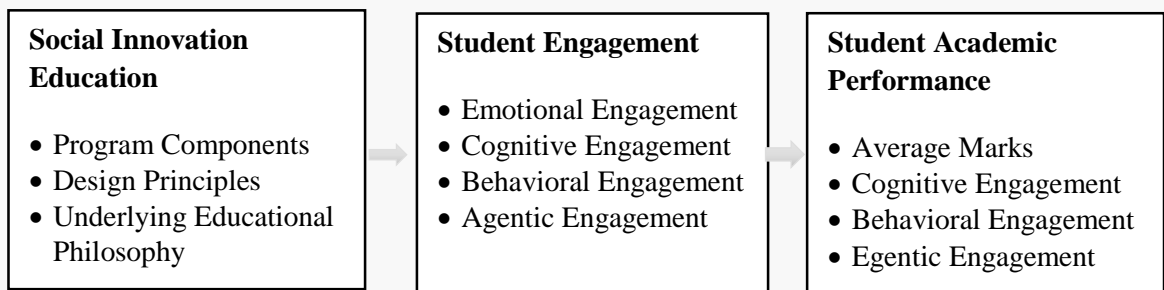 Social Innovation
Education
• Program Components
• Design Principles
• Underlying Educational
Philosophy
Student Engagement
• Emotional Engagement
• Cognitive Engagement
• Behavioral Engagement
• Agentic Engagement
Student Academic
Performance
• Average Marks
• Cognitive Engagement
• Behavioral Engagement
• Egentic Engagement